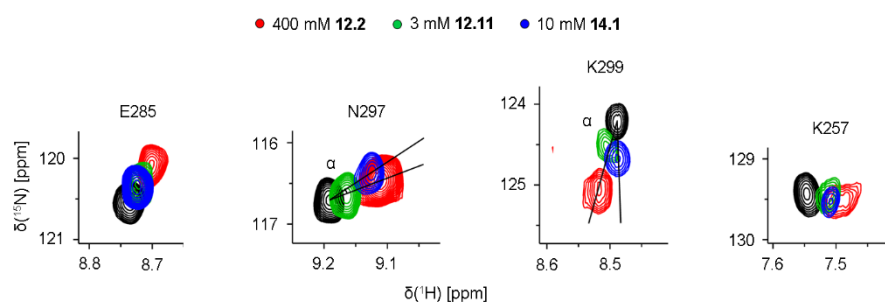 400 mM 12.2 3 mM 12.11 10 mM 14.1
E285 N297 K299 K257
δ(¹⁵N) [ppm]
120
121
8.8 8.7
α
116
117
9.2 9.1
α
124
125
8.6 8.5
129
130
7.6 7.5
δ(¹H) [ppm]